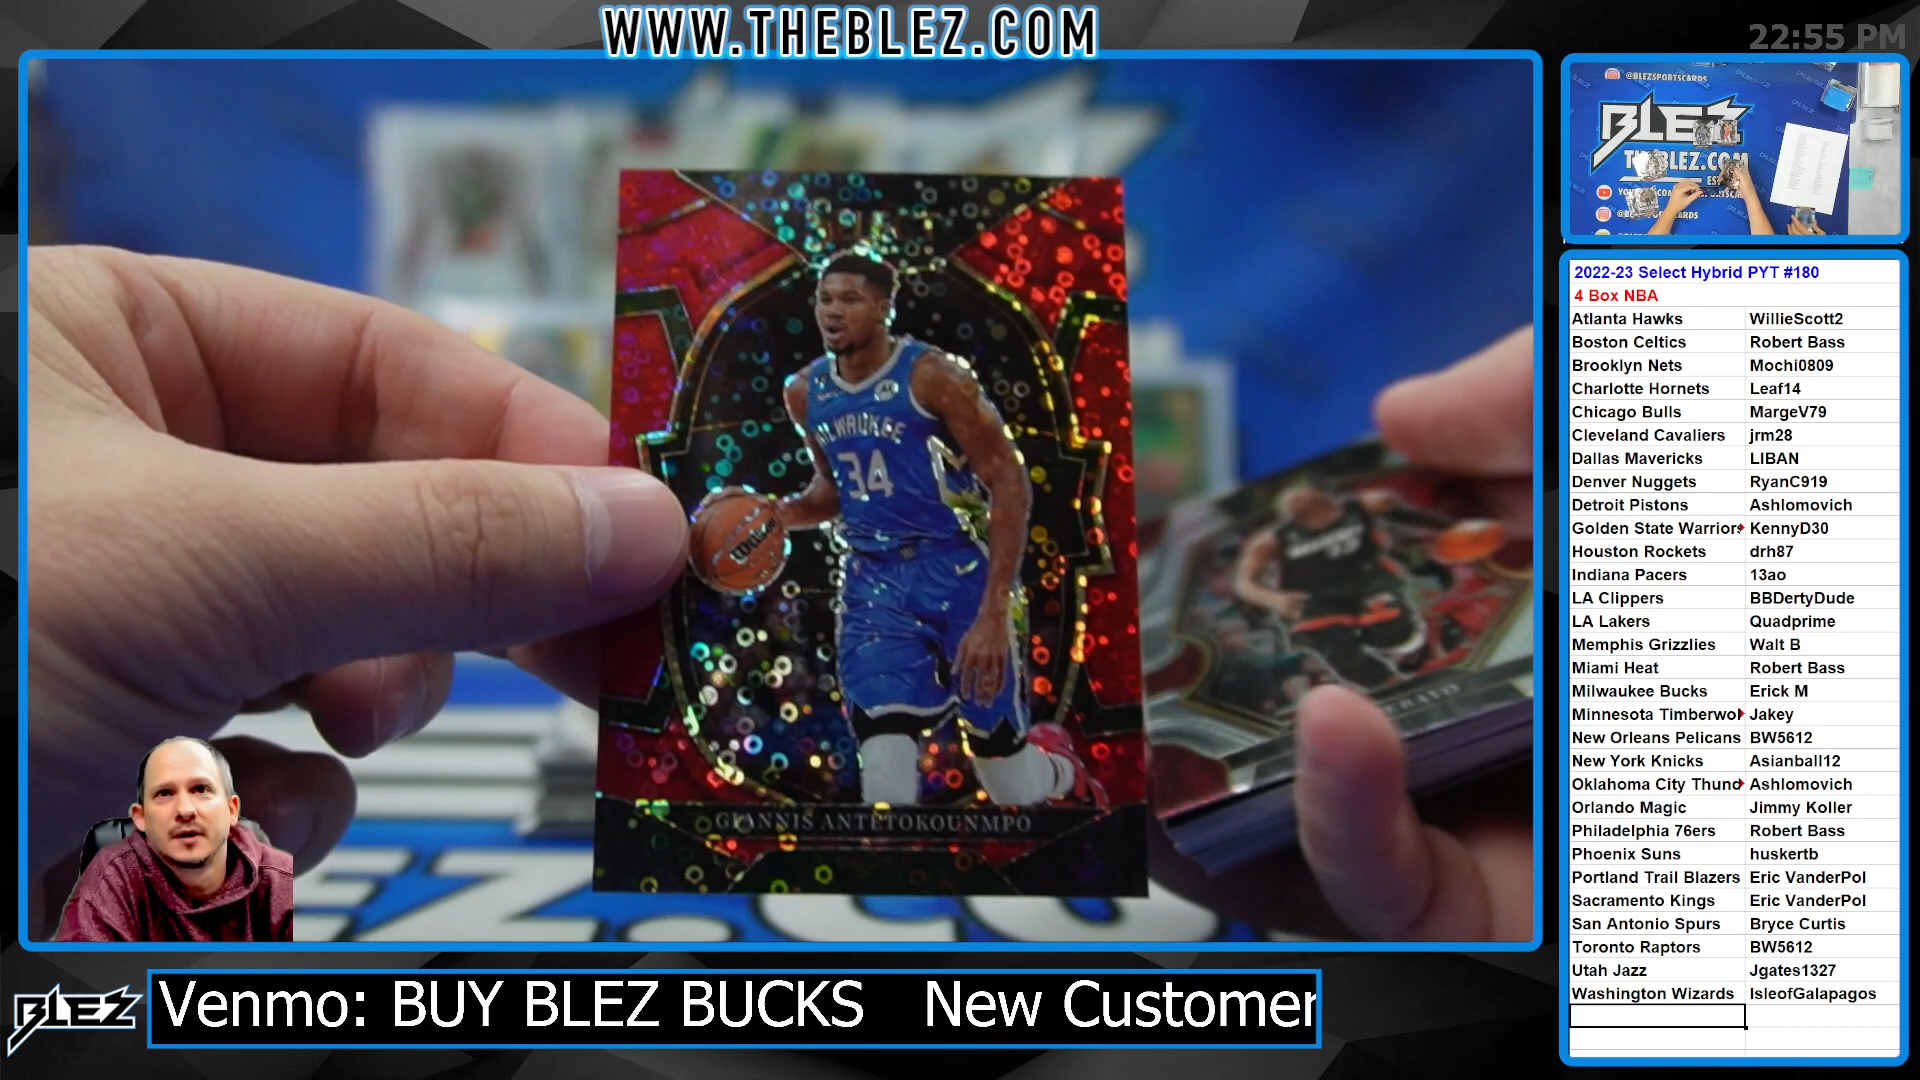 WWW.THEBLEZ.COM
22:55 PM
@BLEZSPORTSCARDS
BLEZ
THEBLEZ.COM
MILWAUKEE
34
Wilson
GIANNIS ANTETOKOUNMPO
2022-23 Select Hybrid PYT #180
4 Box NBA
Atlanta Hawks WillieScott2
Boston Celtics Robert Bass
Brooklyn Nets Mochi0809
Charlotte Hornets Leaf14
Chicago Bulls MargeV79
Cleveland Cavaliers jrm28
Dallas Mavericks LIBAN
Denver Nuggets RyanC919
Detroit Pistons Ashlomovich
Golden State Warriors KennyD30
Houston Rockets drh87
Indiana Pacers 13ao
LA Clippers BBDertyDude
LA Lakers Quadprime
Memphis Grizzlies Walt B
Miami Heat Robert Bass
Milwaukee Bucks Erick M
Minnesota Timberwol Jakey
New Orleans Pelicans BW5612
New York Knicks Asianball12
Oklahoma City Thund Ashlomovich
Orlando Magic Jimmy Koller
Philadelphia 76ers Robert Bass
Phoenix Suns huskertb
Portland Trail Blazers Eric VanderPol
Sacramento Kings Eric VanderPol
San Antonio Spurs Bryce Curtis
Toronto Raptors BW5612
Utah Jazz Jgates1327
Washington Wizards IsleofGalapagos
BLEZ
Venmo: BUY BLEZ BUCKS New Customer